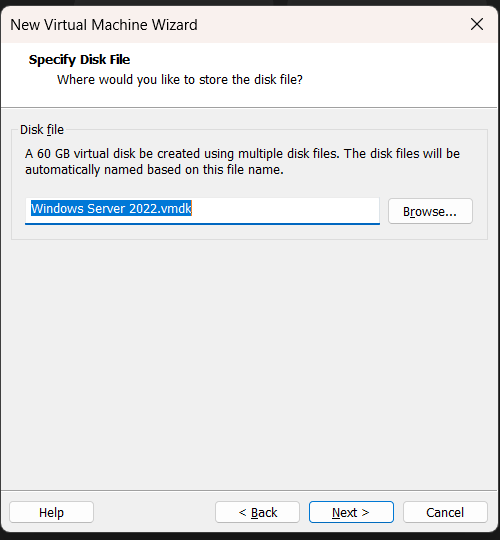 New Virtual Machine Wizard
Specify Disk File
Where would you like to store the disk file?
Disk file
A 60 GB virtual disk be created using multiple disk files. The disk files will be
automatically named based on this file name.
Windows Server 2022.vmdk
Browse...
Help
< Back
Next >
Cancel